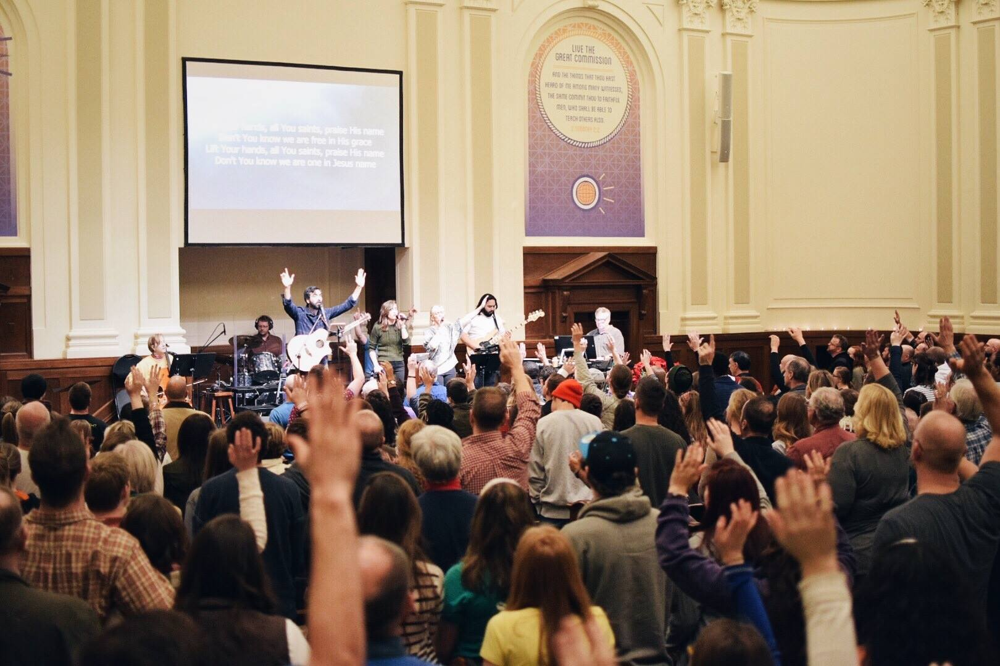 hands, all You saints, praise His name
Don't You know we are free in His grace
Lift Your hands, all You saints, praise His name
Don't You know we are one in Jesus name
LIVE THE
GREAT COMMISSION
AND THE THINGS THAT THOU HAST
HEARD OF ME AMONG MANY WITNESSES,
THE SAME COMMIT THOU TO FAITHFUL
MEN, WHO SHALL BE ABLE TO
TEACH OTHERS ALSO.
2 TIMOTHY 2:2